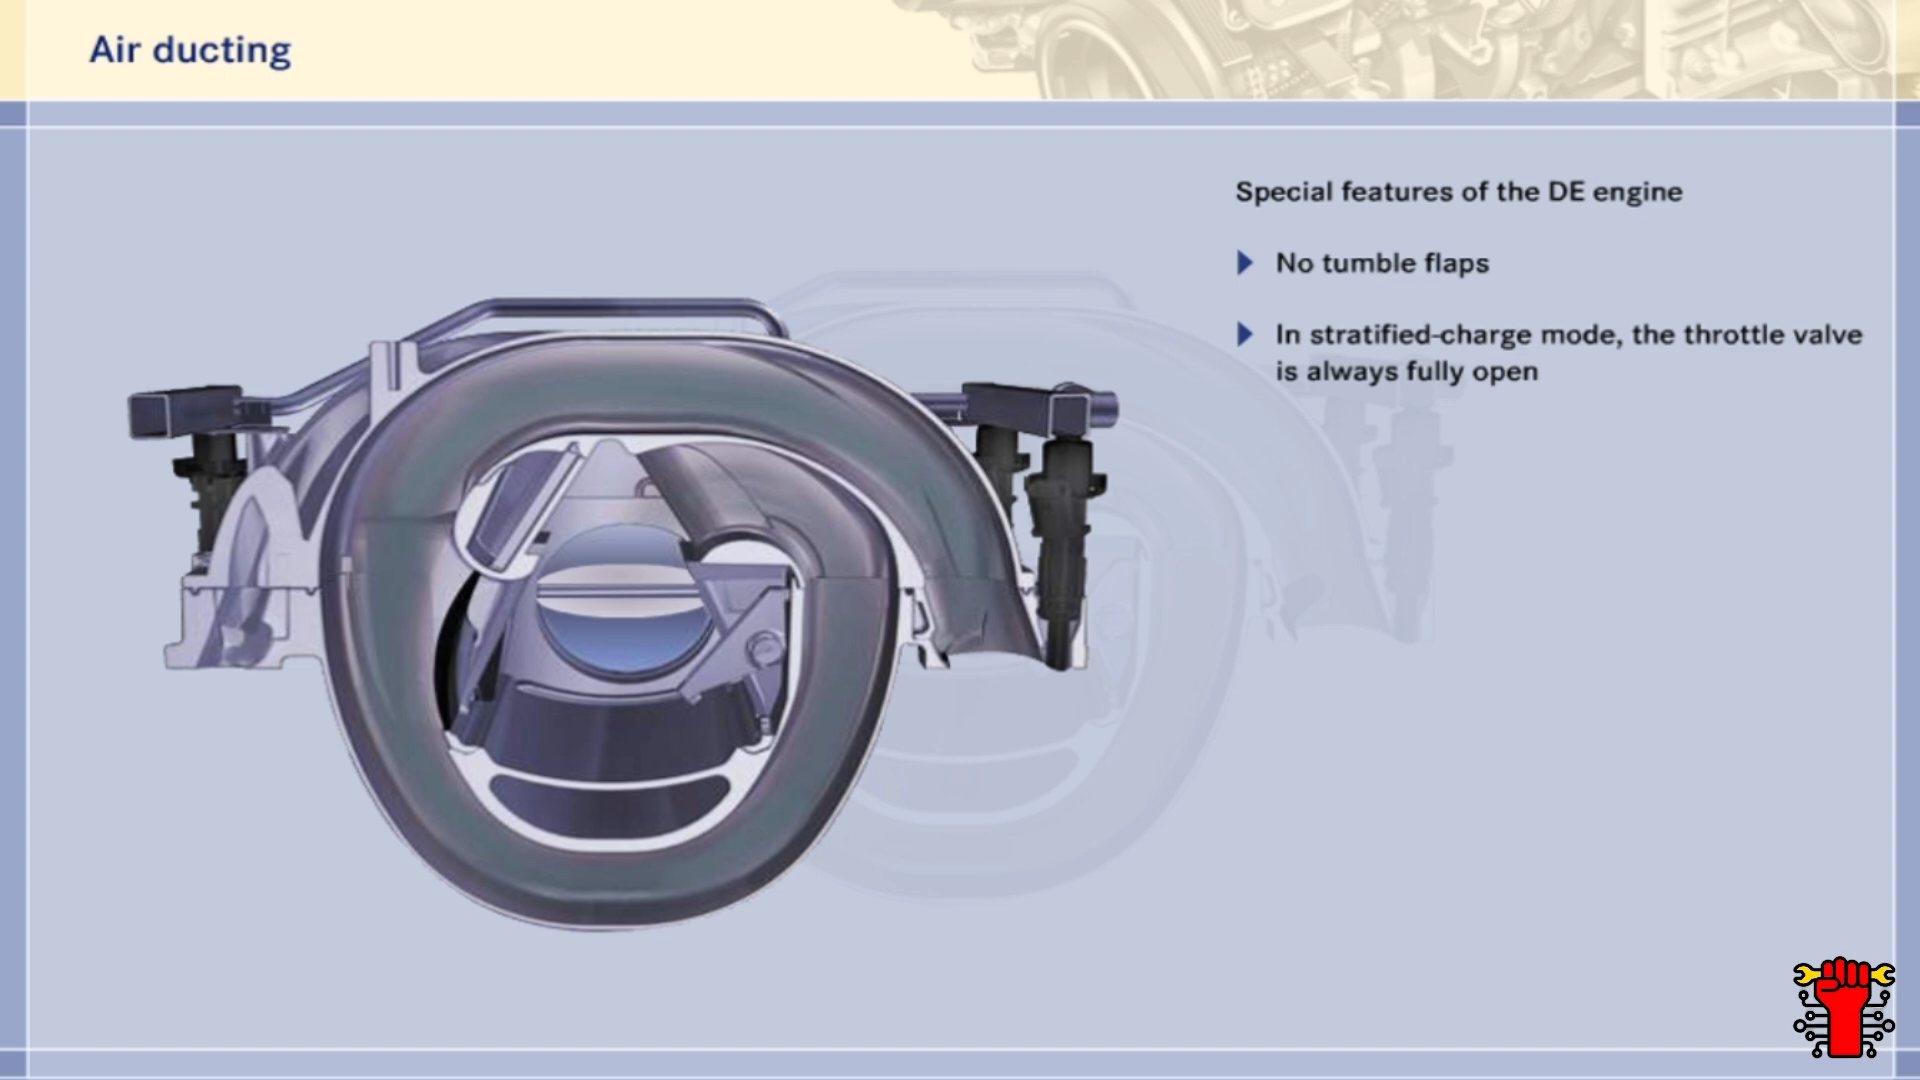 Air ducting
Special features of the DE engine
No tumble flaps
In stratified-charge mode, the throttle valve
is always fully open